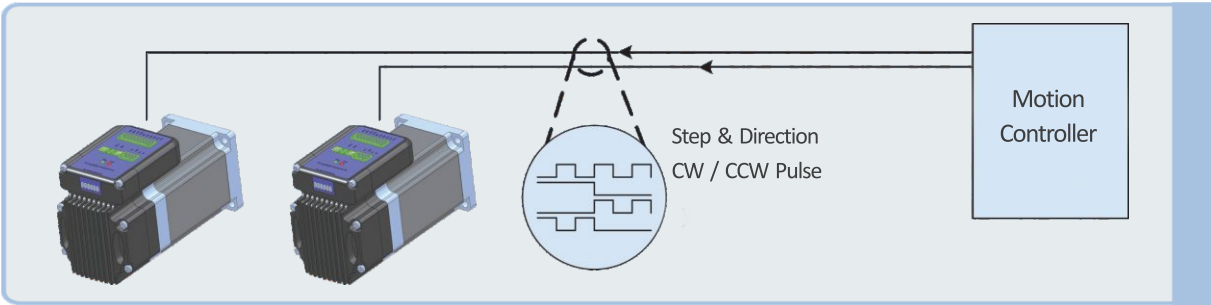 Step & Direction
CW / CCW Pulse
Motion
Controller